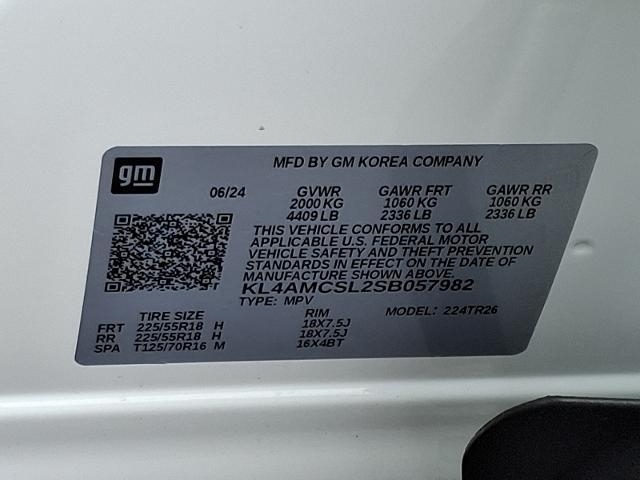 gm
MFD BY GM KOREA COMPANY
06/24 GVWR GAWR FRT GAWR RR
2000 KG 1060 KG 1060 KG
4409 LB 2336 LB 2336 LB
THIS VEHICLE CONFORMS TO ALL
APPLICABLE U.S. FEDERAL MOTOR
VEHICLE SAFETY AND THEFT PREVENTION
STANDARDS IN EFFECT ON THE DATE OF
MANUFACTURE SHOWN ABOVE.
KL4AMCSL2SB057982
TYPE: MPV MODEL: 224TR26
TIRE SIZE RIM
FRT 225/55R18 H 18X7.5J
RR 225/55R18 H 18X7.5J
SPA T125/70R16 M 16X4BT